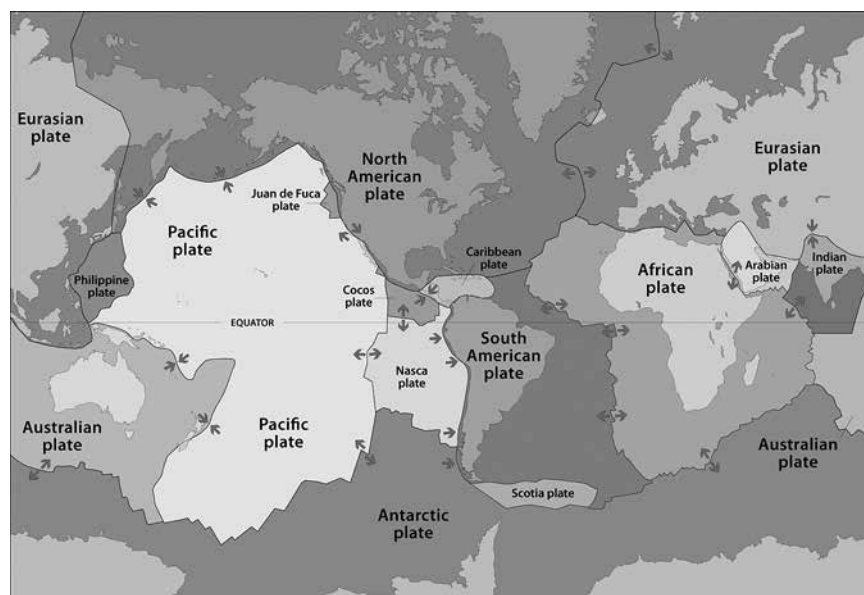 Eurasian
plate
North
American
plate
Eurasian
plate
Juan de Fuca
plate
Pacific
plate
Caribbean
plate
African
plate
Arabian
plate
Indian
plate
Philippine
plate
Cocos
plate
EQUATOR
South
American
plate
Nasca
plate
Australian
plate
Pacific
plate
Australian
plate
Scotia plate
Antarctic
plate